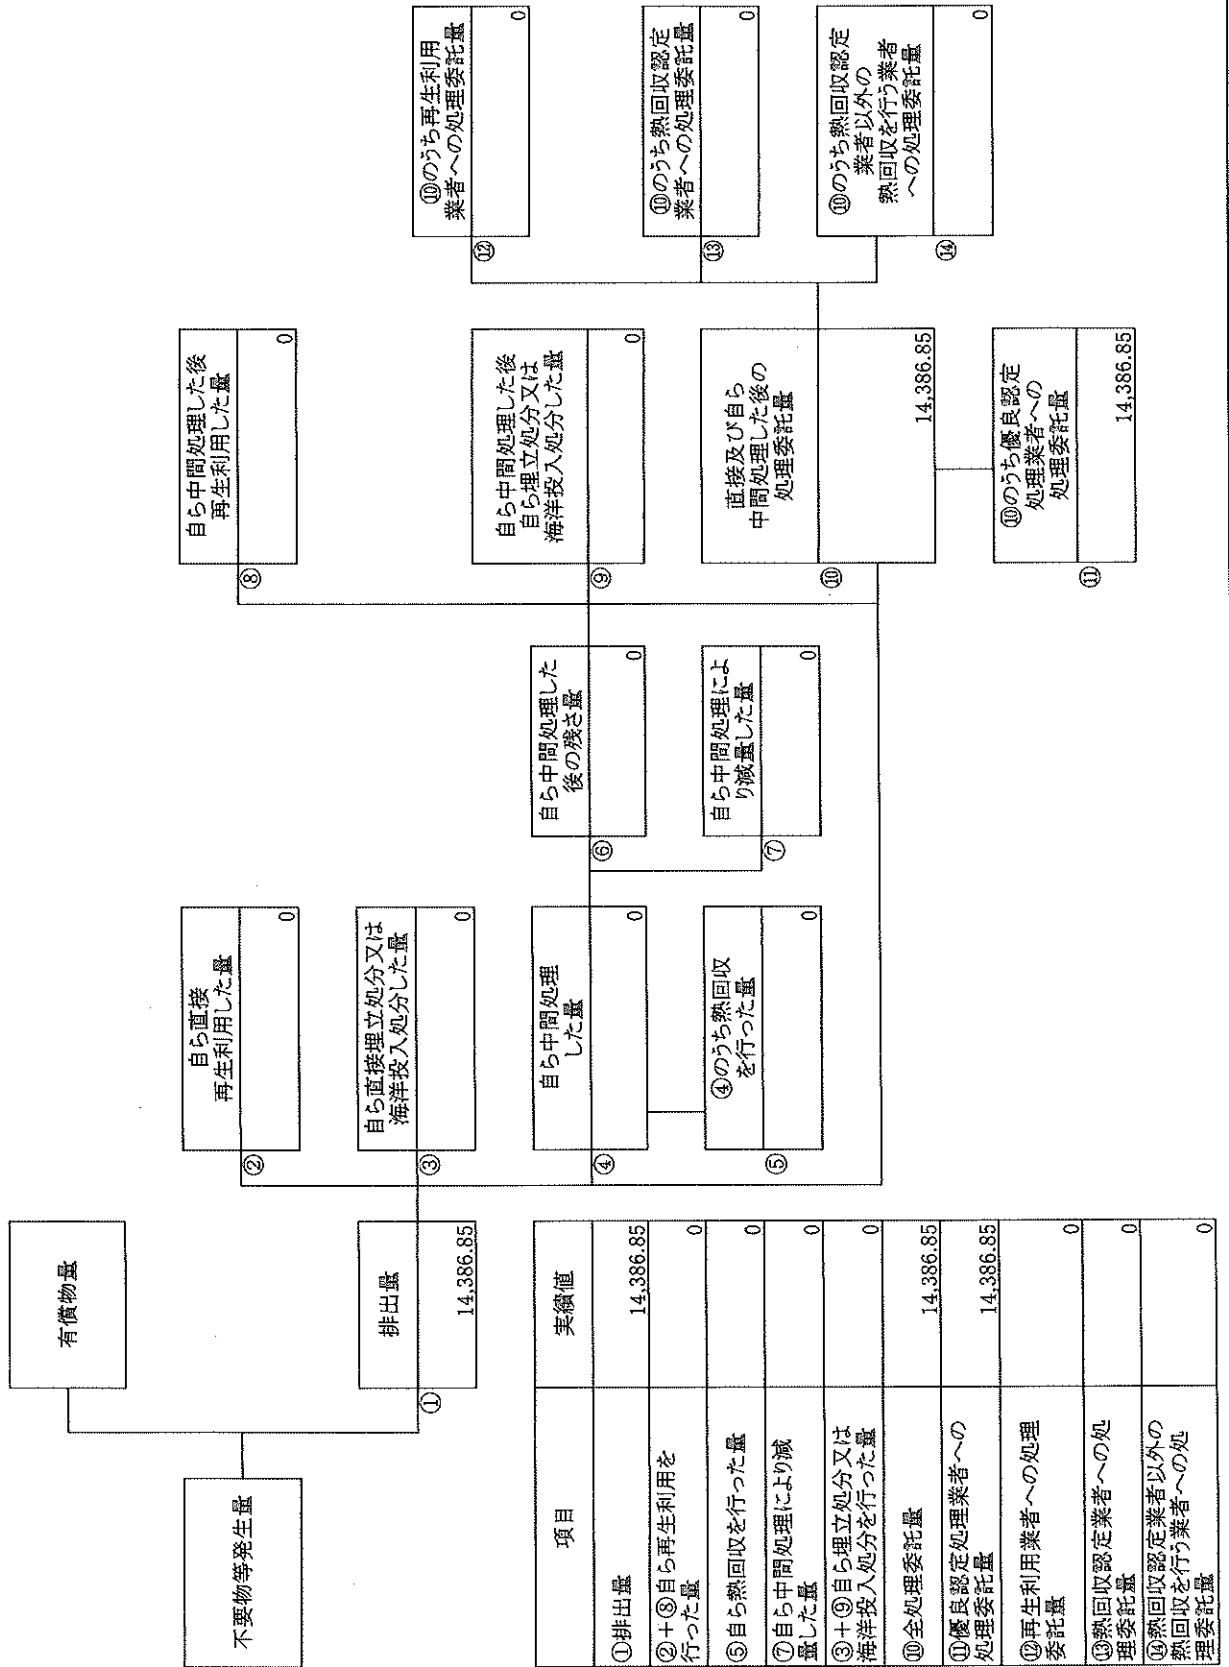 不要物等発生量
有償物量
①
排出量
14,386.85
②
自ら直接
再生利用した量
0
③
自ら直接埋立処分又は
海洋投入処分した量
0
④
自ら中間処理
した量
0
⑤
④のうち熱回収
を行った量
0
⑥
自ら中間処理した
後の残さ量
0
⑦
自ら中間処理によ
り減量した量
0
⑧
自ら中間処理した後
再生利用した量
0
⑨
自ら中間処理した後
自ら埋立処分又は
海洋投入処分した量
0
⑩
直接及び自ら
中間処理した後の
処理委託量
14,386.85
⑪
⑩のうち優良認定
処理業者への
処理委託量
14,386.85
⑫
⑩のうち再生利用
業者への処理委託量
0
⑬
⑩のうち熱回収認定
業者への処理委託量
0
⑭
⑩のうち熱回収認定
業者以外の
熱回収を行う業者
への処理委託量
0
項目 実績値
①排出量 14,386.85
②+⑧自ら再生利用を
行った量 0
⑤自ら熱回収を行った量 0
⑦自ら中間処理により減
量した量 0
③+⑨自ら埋立処分又は
海洋投入処分を行った量 0
⑩全処理委託量 14,386.85
⑪優良認定処理業者への
処理委託量 14,386.85
⑫再生利用業者への処理
委託量 0
⑬熱回収認定業者への処
理委託量 0
⑭熱回収認定業者以外の
熱回収を行う業者への処
理委託量 0